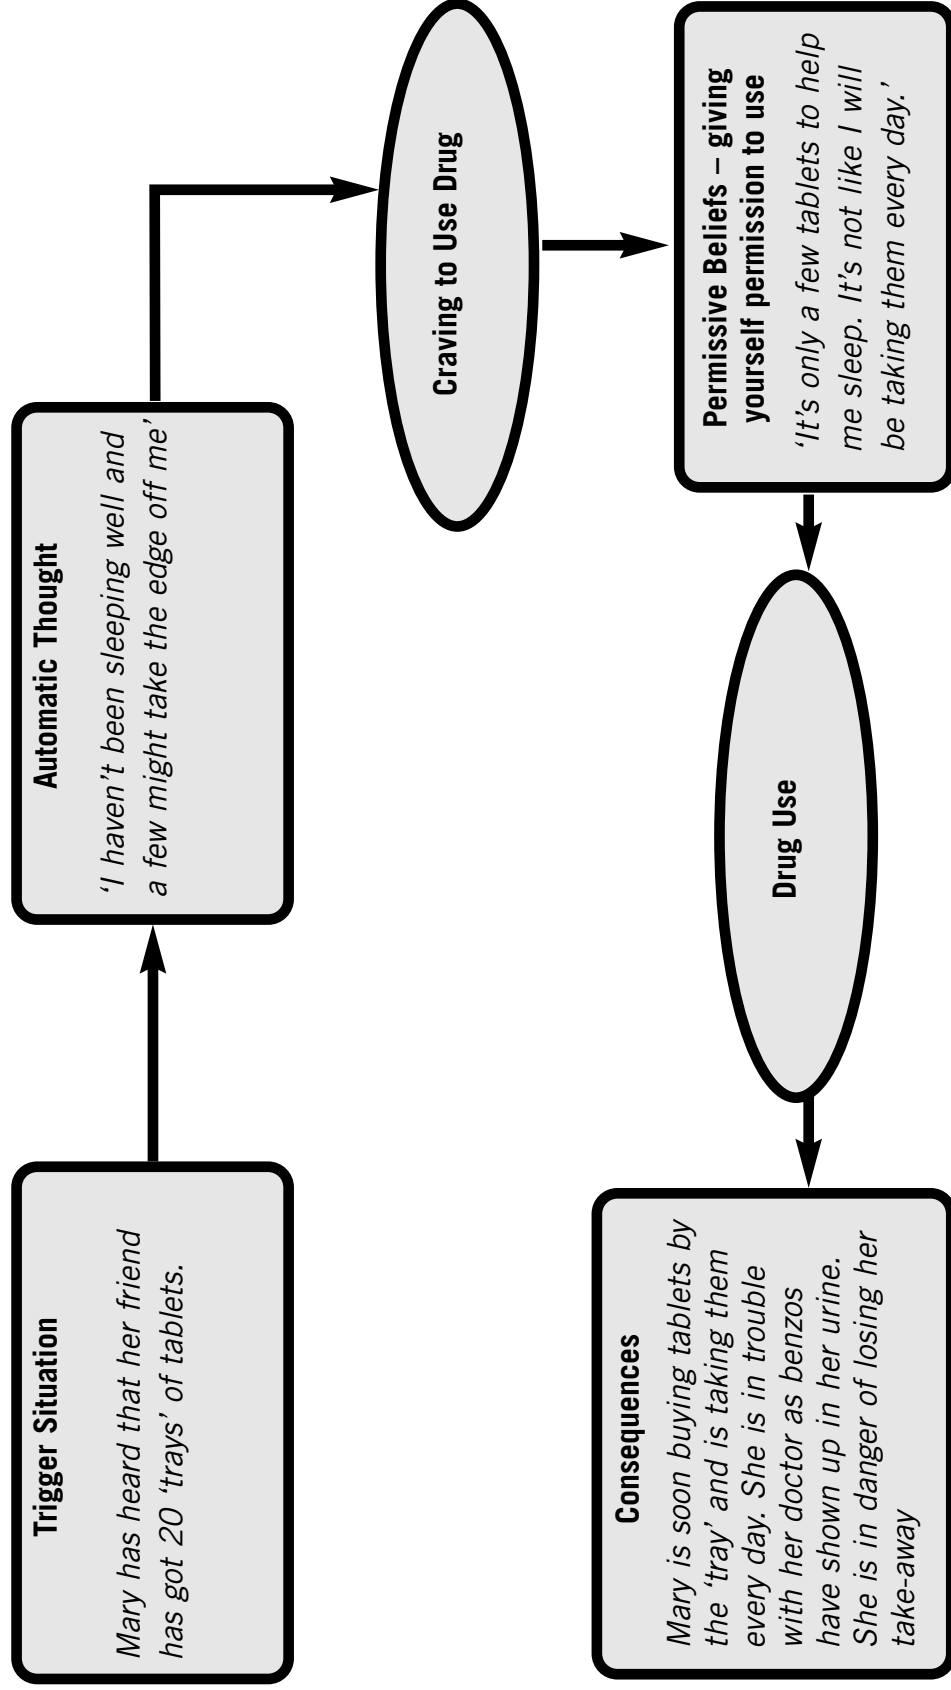 Trigger Situation
Mary has heard that her friend
has got 20 ‘trays’ of tablets.
Automatic Thought
‘I haven’t been sleeping well and
a few might take the edge off me’
Craving to Use Drug
Permissive Beliefs – giving
yourself permission to use
‘It’s only a few tablets to help
me sleep. It’s not like I will
be taking them every day.’
Drug Use
Consequences
Mary is soon buying tablets by
the ‘tray’ and is taking them
every day. She is in trouble
with her doctor as benzos
have shown up in her urine.
She is in danger of losing her
take-away